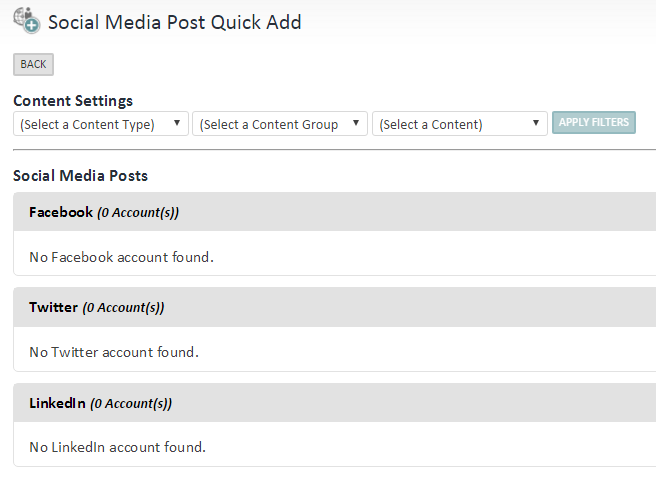 Social Media Post Quick Add
BACK
Content Settings
(Select a Content Type) (Select a Content Group (Select a Content) APPLY FILTERS
Social Media Posts
Facebook (0 Account(s))
No Facebook account found.
Twitter (0 Account(s))
No Twitter account found.
LinkedIn (0 Account(s))
No LinkedIn account found.